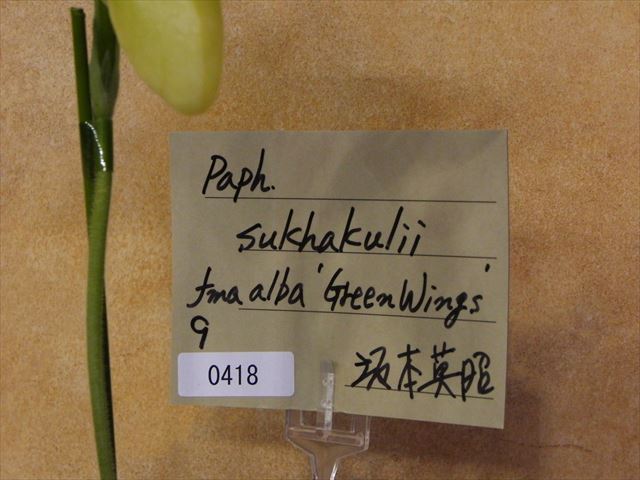 Paph.
sukhakulii
fma alba 'Green Wings'
9
0418
坂本英昭